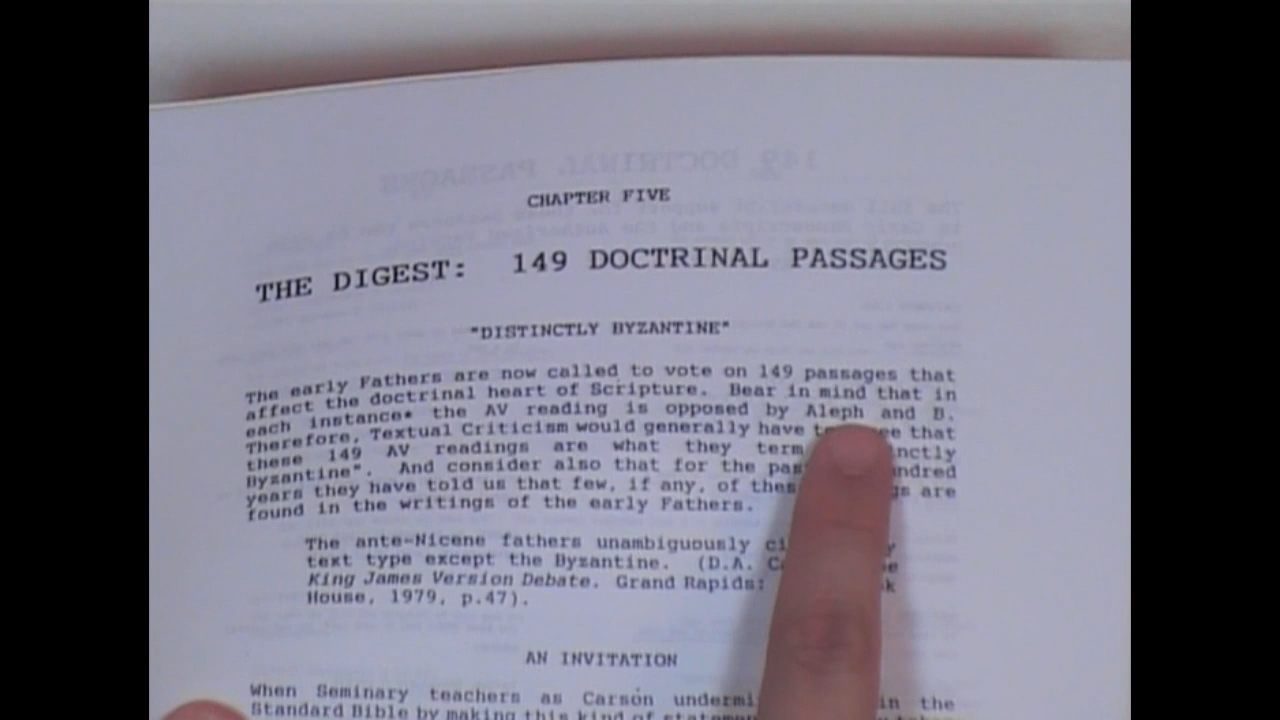 CHAPTER FIVE
THE DIGEST: 149 DOCTRINAL PASSAGES
"DISTINCTLY BYZANTINE"
The early Fathers are now called to vote on 149 passages that
affect the doctrinal heart of Scripture. Bear in mind that in
each instance* the AV reading is opposed by Aleph and B.
Therefore, Textual Criticism would generally have that
these 149 AV readings are what they term
Byzantine". And consider also that for the
years they have told us that few, if any, of are
found in the writings of the early Fathers.
The ante-Nicene fathers unambiguously
text type except the Byzantine. (D.A.
King James Version Debate. Grand Rapids:
House, 1979, p.47).
AN INVITATION
When Seminary teachers as Carson in the
Standard Bible by making this kind of